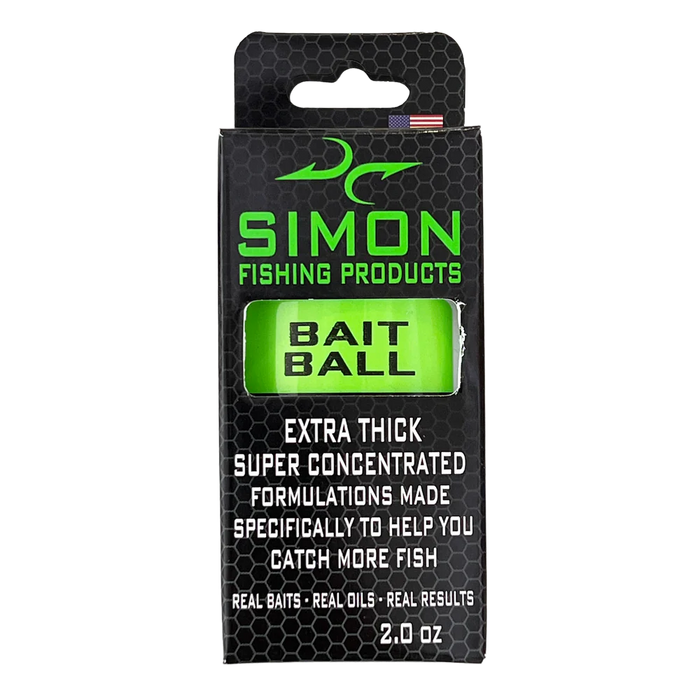 SIMON
FISHING PRODUCTS
BAIT
BALL
EXTRA THICK
SUPER CONCENTRATED
FORMULATIONS MADE
SPECIFICALLY TO HELP YOU
CATCH MORE FISH
REAL BAITS - REAL OILS - REAL RESULTS
2.0 oz